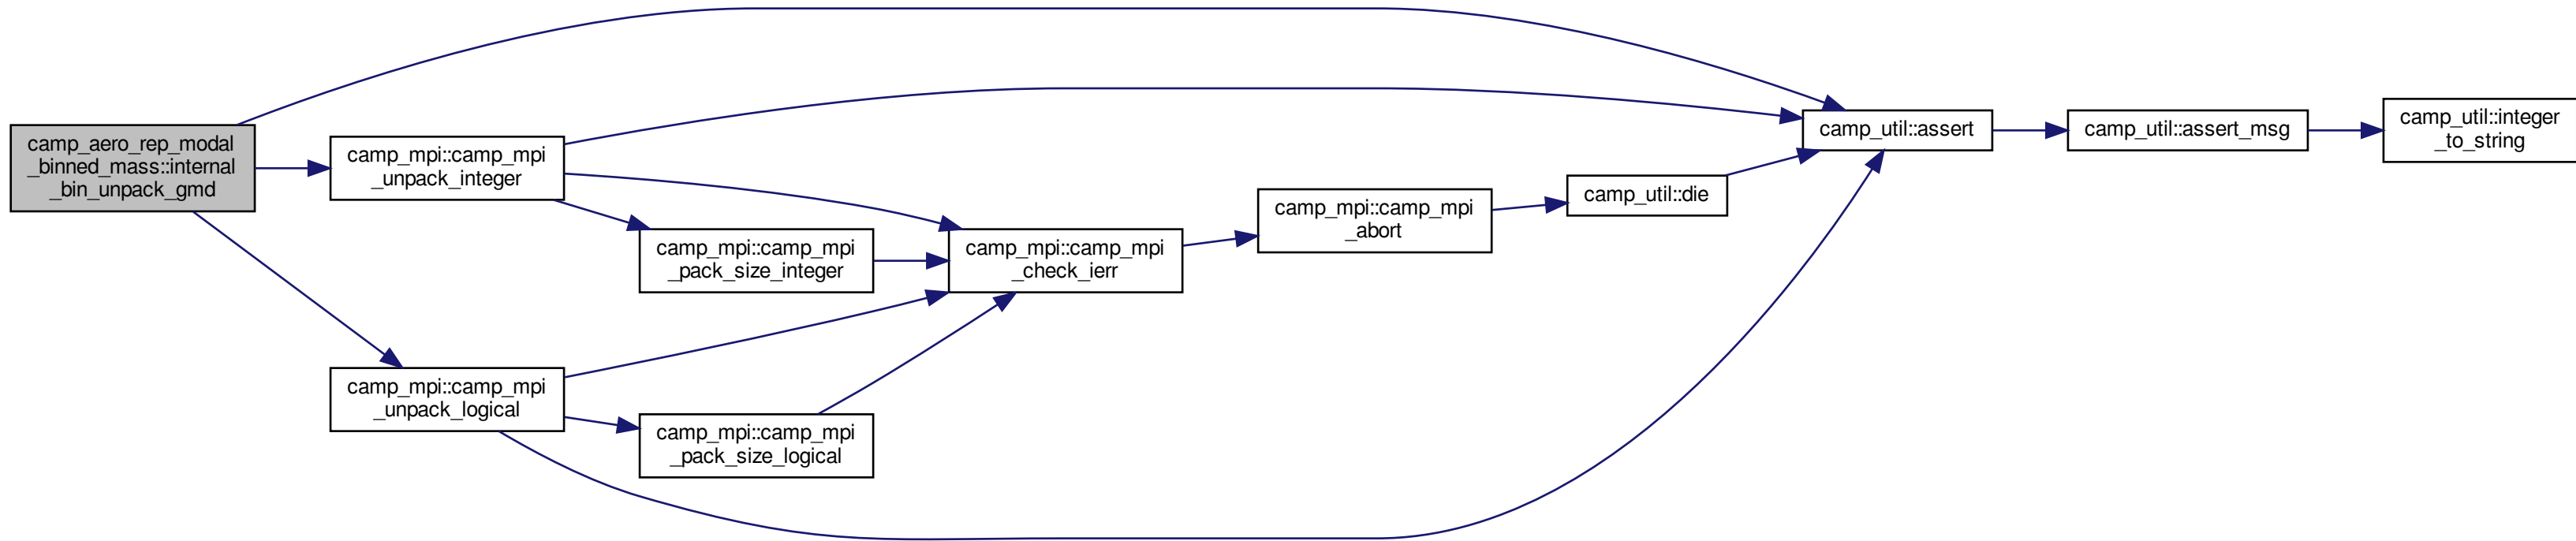 camp_aero_rep_modal
_binned_mass::internal
_bin_unpack_gmd
camp_mpi::camp_mpi
_unpack_integer
camp_mpi::camp_mpi
_pack_size_integer
camp_mpi::camp_mpi
_check_ierr
camp_mpi::camp_mpi
_abort
camp_util::die
camp_util::assert
camp_util::assert_msg
camp_util::integer
_to_string
camp_mpi::camp_mpi
_unpack_logical
camp_mpi::camp_mpi
_pack_size_logical